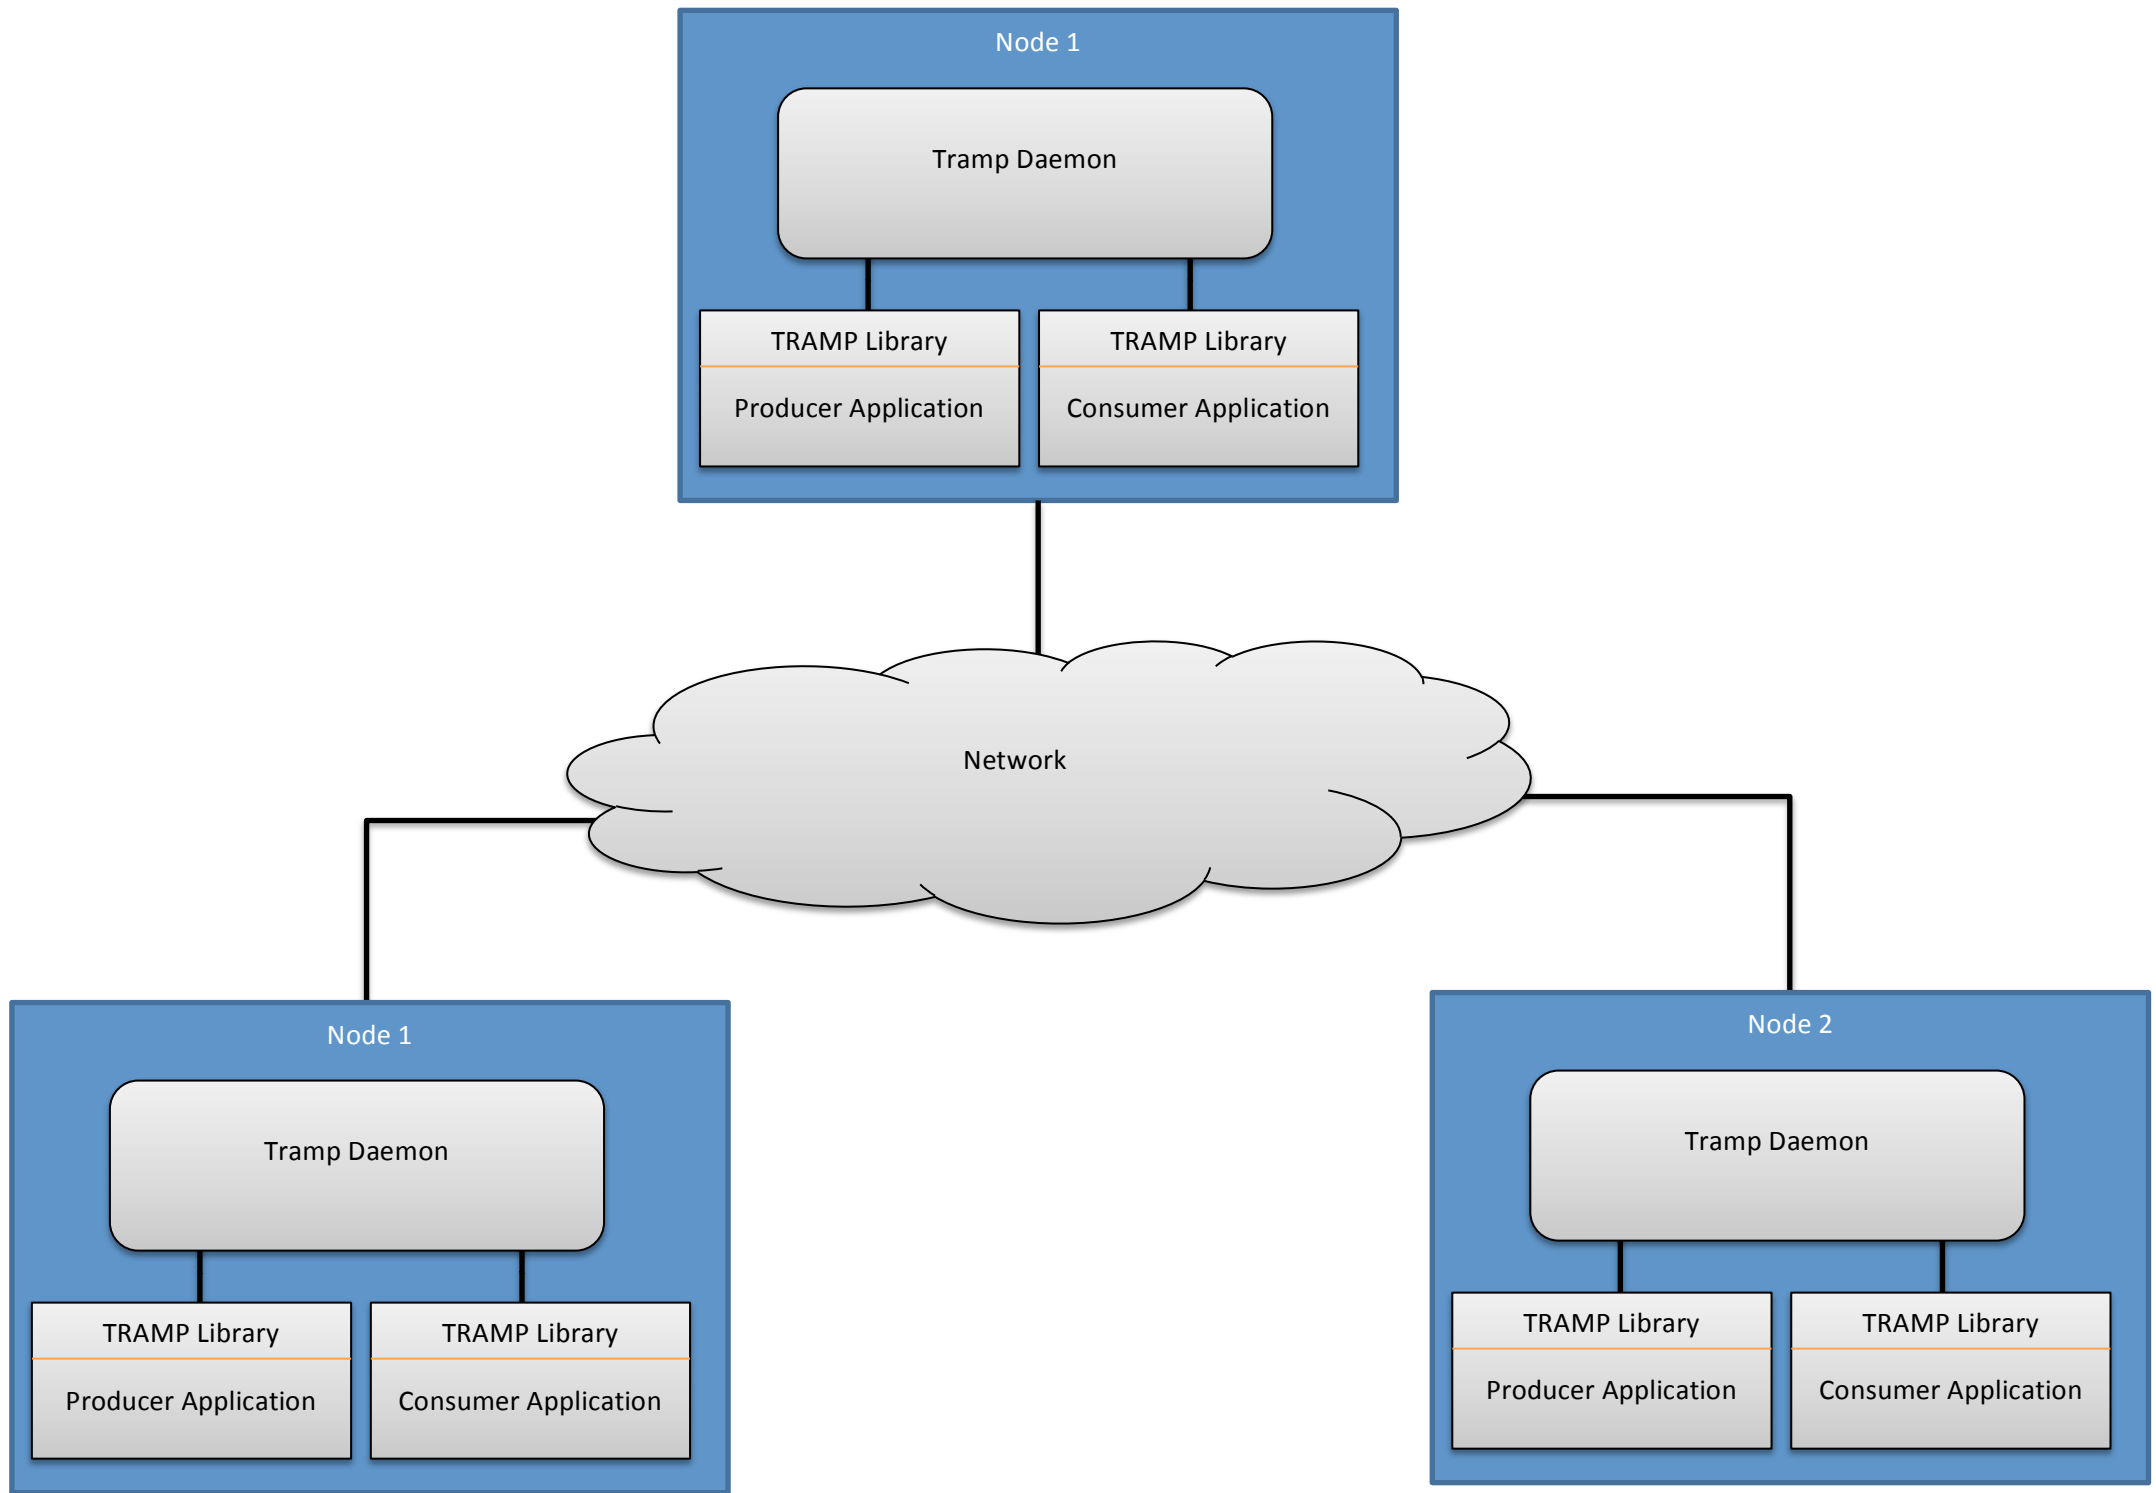 Node 1
Tramp Daemon
TRAMP Library
Producer Application
TRAMP Library
Consumer Application
Network
Node 1
Tramp Daemon
TRAMP Library
Producer Application
TRAMP Library
Consumer Application
Node 2
Tramp Daemon
TRAMP Library
Producer Application
TRAMP Library
Consumer Application